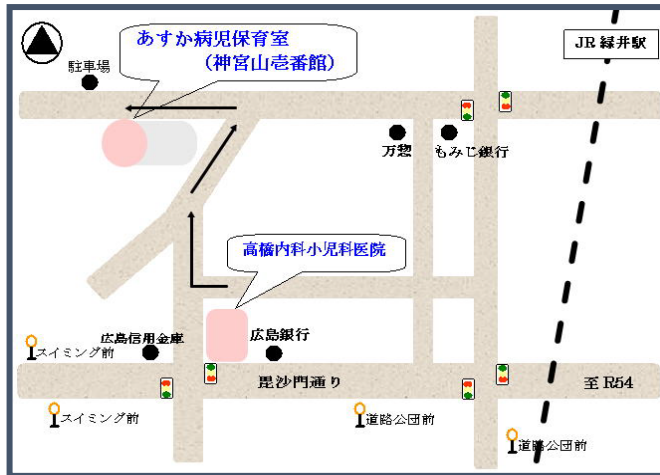 あすか病児保育室
(神宮山壱番館)
JR 緑井駅
駐車場
万惣
もみじ銀行
高橋内科小児科医院
広島信用金庫
広島銀行
スイミング前
毘沙門通り
至 R54
スイミング前
道路公団前
道路公団前